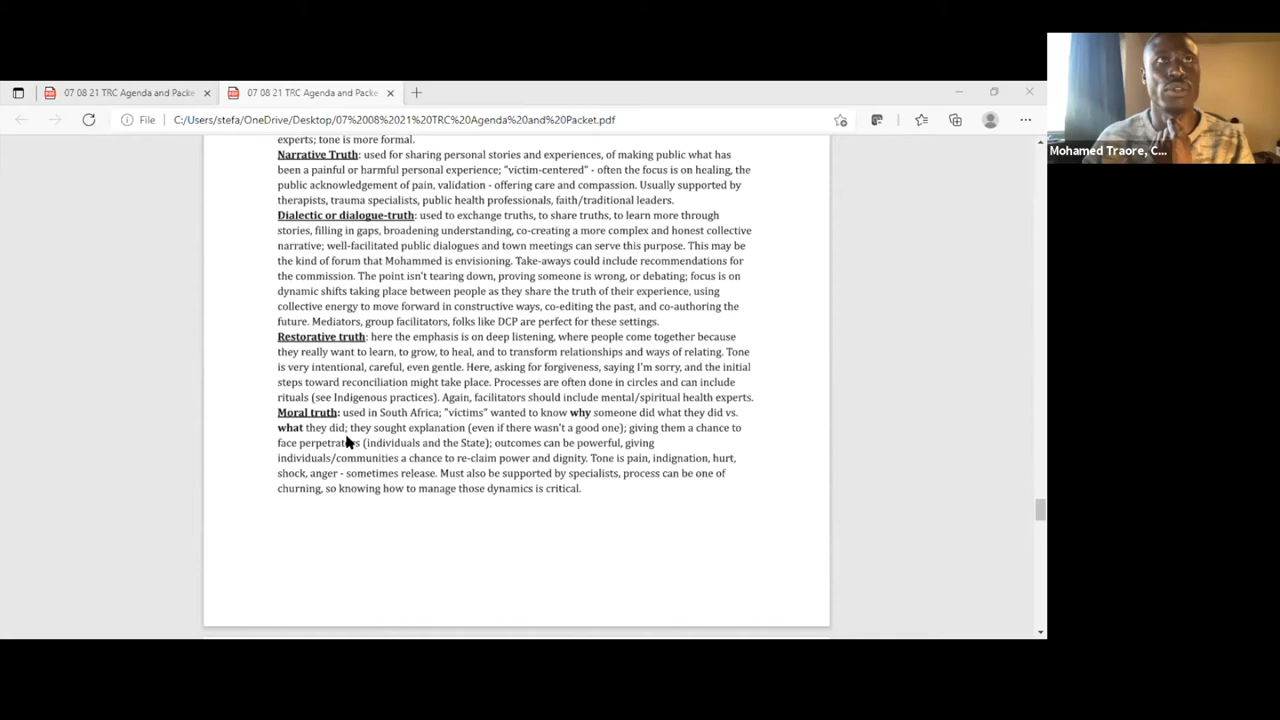 07 08 21 TRC Agenda and Packe
07 08 21 TRC Agenda and Packe
File
C:/Users/stefa/OneDrive/Desktop/07%2008%2021%20TRC%20Agenda%20and%20Packet.pdf
Mohamed Traore, C...
experts; tone is more formal.
Narrative Truth: used for sharing personal stories and experiences, of making public what has
been a painful or harmful personal experience; "victim-centered" - often the focus is on healing, the
public acknowledgement of pain, validation - offering care and compassion. Usually supported by
therapists, trauma specialists, public health professionals, faith/traditional leaders.
Dialectic or dialogue-truth: used to exchange truths, to share truths, to learn more through
stories, filling in gaps, broadening understanding, co-creating a more complex and honest collective
narrative; well-facilitated public dialogues and town meetings can serve this purpose. This may be
the kind of forum that Mohammed is envisioning. Take-aways could include recommendations for
the commission. The point isn't tearing down, proving someone is wrong, or debating; focus is on
dynamic shifts taking place between people as they share the truth of their experience, using
collective energy to move forward in constructive ways, co-editing the past, and co-authoring the
future. Mediators, group facilitators, folks like DCP are perfect for these settings.
Restorative truth: here the emphasis is on deep listening, where people come together because
they really want to learn, to grow, to heal, and to transform relationships and ways of relating. Tone
is very intentional, careful, even gentle. Here, asking for forgiveness, saying I'm sorry, and the initial
steps toward reconciliation might take place. Processes are often done in circles and can include
rituals (see Indigenous practices). Again, facilitators should include mental/spiritual health experts.
Moral truth: used in South Africa; "victims" wanted to know why someone did what they did vs.
what they did; they sought explanation (even if there wasn't a good one); giving them a chance to
face perpetrators (individuals and the State); outcomes can be powerful, giving
individuals/communities a chance to re-claim power and dignity. Tone is pain, indignation, hurt,
shock, anger - sometimes release. Must also be supported by specialists, process can be one of
churning, so knowing how to manage those dynamics is critical.